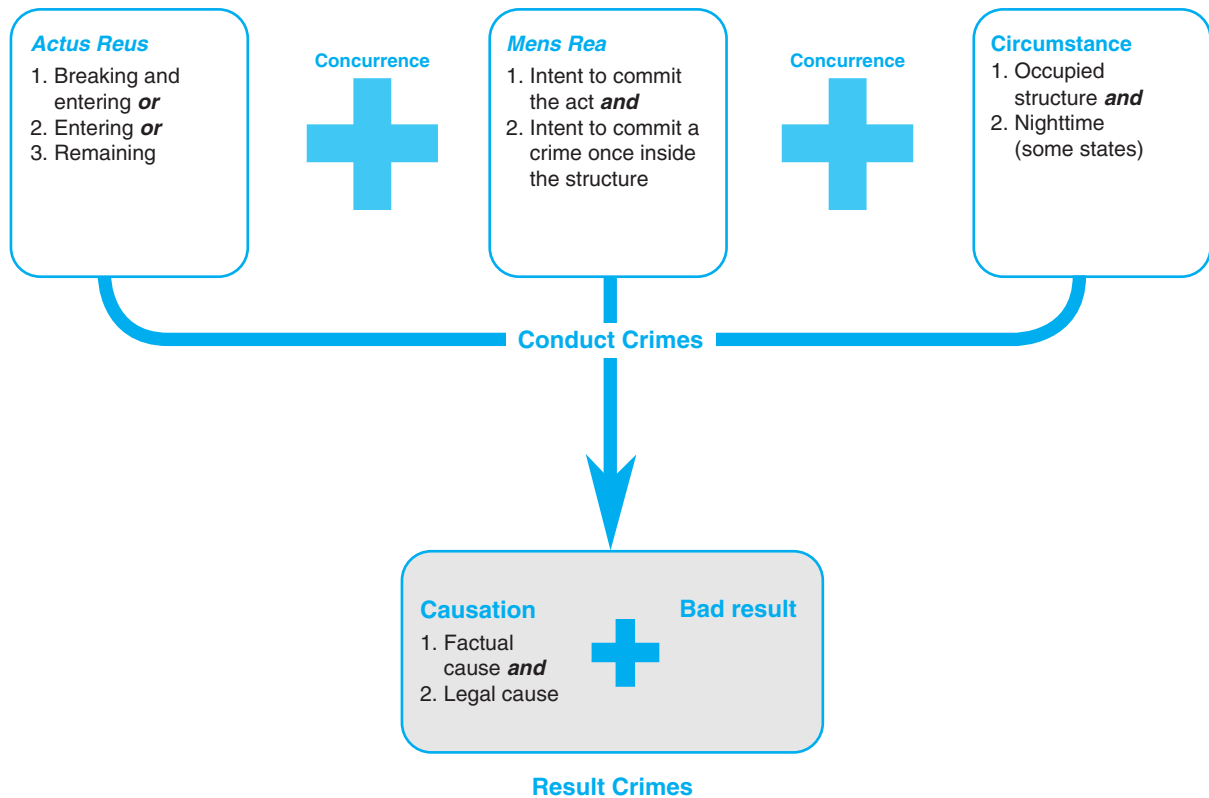 Actus Reus
1. Breaking and
entering or
2. Entering or
3. Remaining
Concurrence
Mens Rea
1. Intent to commit
the act and
2. Intent to commit a
crime once inside
the structure
Concurrence
Circumstance
1. Occupied
structure and
2. Nighttime
(some states)
Conduct Crimes
Causation
1. Factual
cause and
2. Legal cause
Bad result
Result Crimes